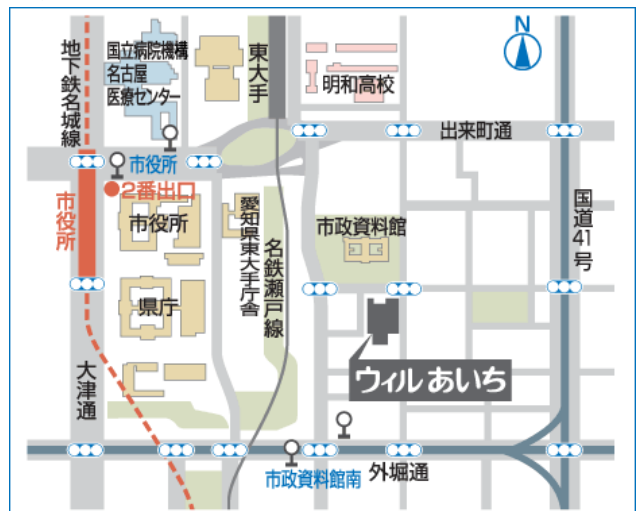 N
地下鉄名城線
国立病院機構
名古屋
医療センター
東大手
明和高校
出来町通
市役所
2番出口
市役所
市役所
愛知県東大手庁舎
名鉄瀬戸線
市政資料館
国道41号
県庁
ウィルあいち
大津通
市政資料館南
外堀通